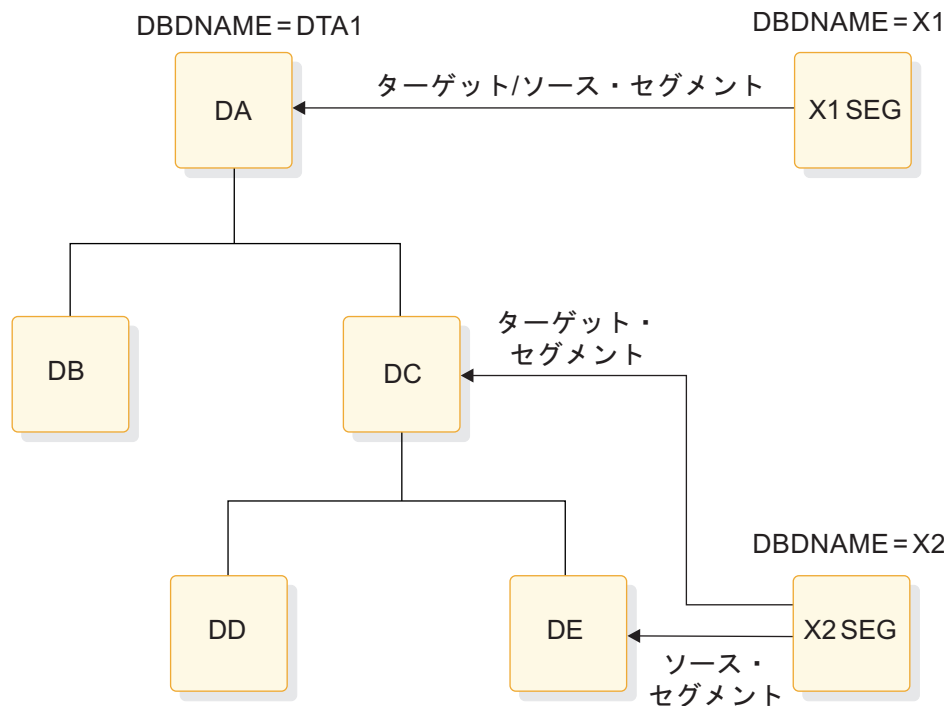 DBDNAME=DTA1
DBDNAME=X1
ターゲット/ソース・セグメント
DA
X1 SEG
DB
DC
ターゲット・
セグメント
DBDNAME=X2
DD
DE
X2 SEG
ソース・
セグメント